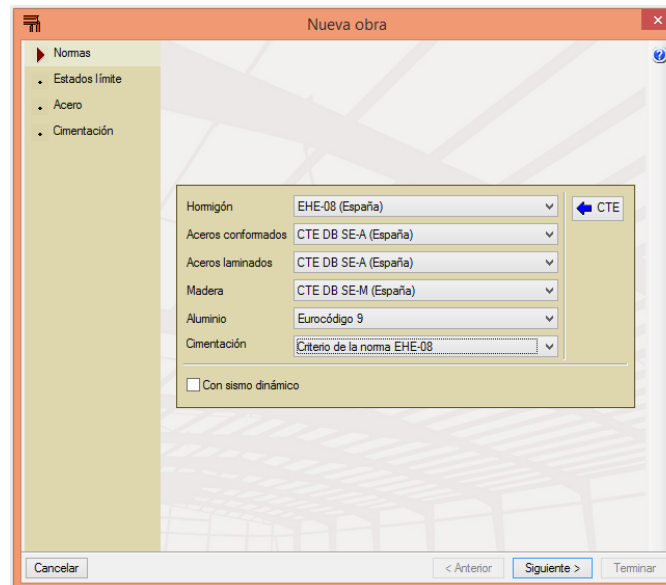 Nueva obra
Normas
Estados límite
Acero
Cimentación
Hormigón EHE-08 (España)
CTE
Aceros conformados CTE DB SE-A (España)
Aceros laminados CTE DB SE-A (España)
Madera CTE DB SE-M (España)
Aluminio Eurocódigo 9
Cimentación Criterio de la norma EHE-08
Con sismo dinámico
Cancelar < Anterior Siguiente > Terminar